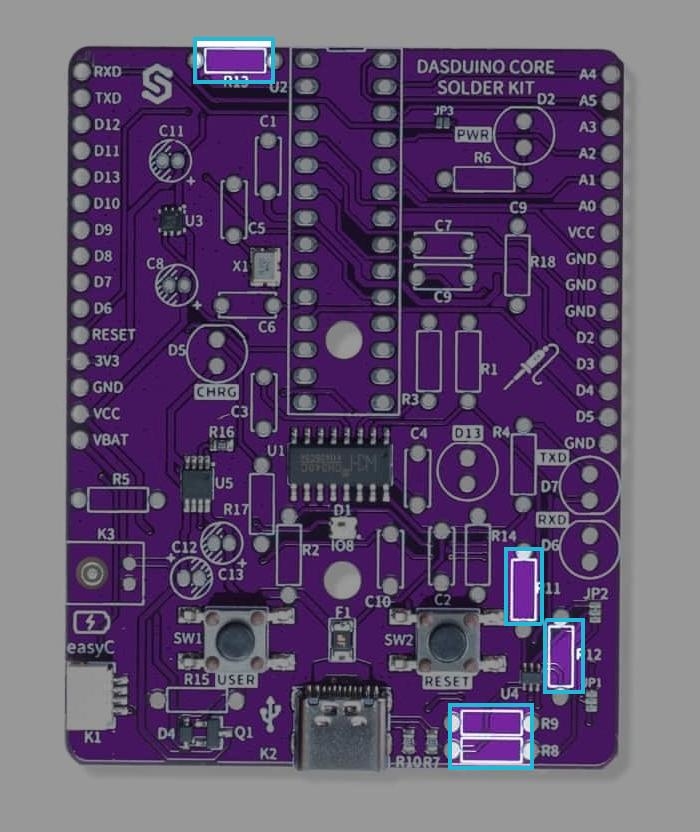 RXD
TXD
D12
D11
D13
D10
D9
D8
D7
D6
RESET
3V3
GND
VCC
VBAT
R13
U2
DASDUINO CORE
SOLDER KIT
JP3
D2
PWR
R6
A4
A5
A3
A2
A1
A0
VCC
GND
GND
GND
D2
D3
D4
D5
GND
C11
+
C1
U3
C5
C8
+
X1
C6
C7
C9
C9
R18
D5
CHRG
R3
R1
C3
R16
U1
CH340C
C4
D13
R4
TXD
D7
RXD
D6
R5
U5
R17
D1
IO8
R14
K3
C12
+
C13
+
R2
C10
C2
R11
JP2
easyC
SW1
USER
F1
SW2
RESET
R12
JP1
U4
R15
K1
D4
Q1
K2
R10
R7
R9
R8